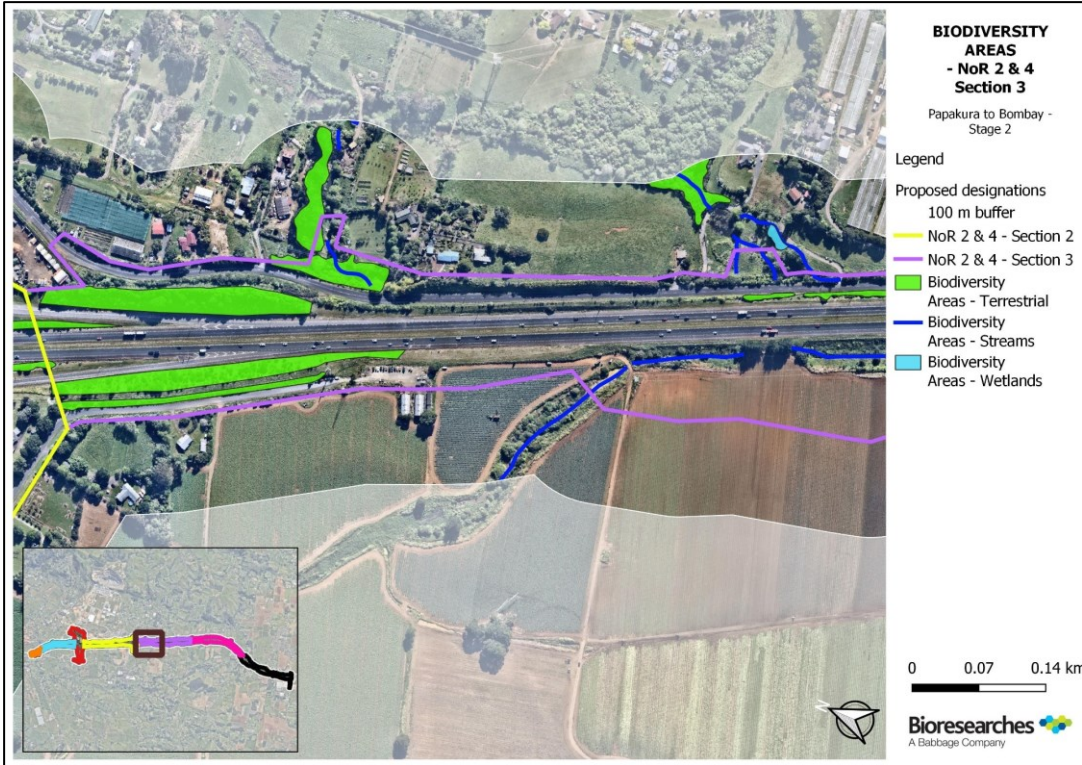 BIODIVERSITY
AREAS
- NoR 2 & 4
Section 3
Papakura to Bombay -
Stage 2
Legend
Proposed designations
100 m buffer
NoR 2 & 4 - Section 2
NoR 2 & 4 - Section 3
Biodiversity
Areas - Terrestrial
Biodiversity
Areas - Streams
Biodiversity
Areas - Wetlands
0 0.07 0.14 km
N
Bioresearches
A Babbage Company